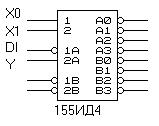 X0 1 A0
X1 2 A1
A2
DI 1A A3
Y 2A B0
B1
1B B2
2B B3
155ИД4